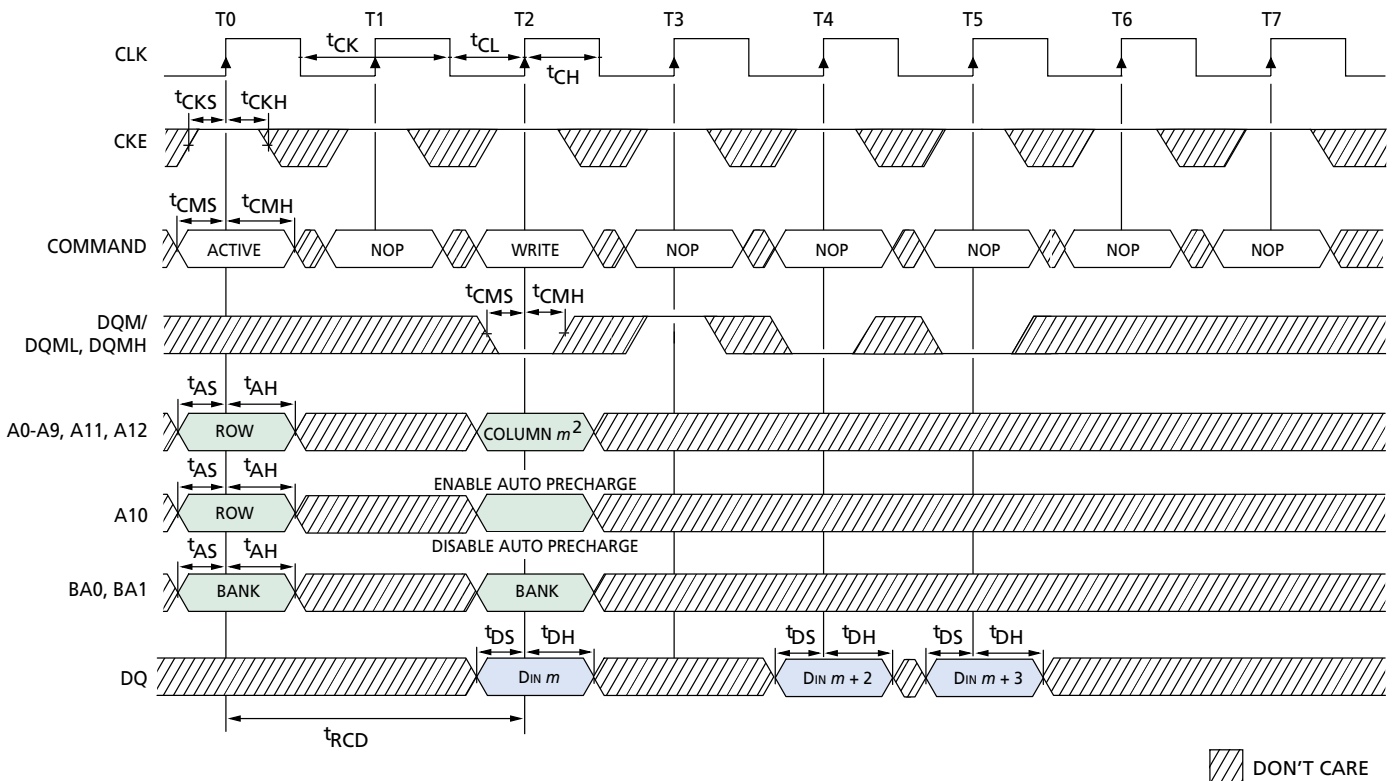 T0 T1 T2 T3 T4 T5 T6 T7
CLK tCK tCL tCH
tCKS tCKH
CKE
tCMS tCMH
COMMAND ACTIVE NOP WRITE NOP NOP NOP NOP NOP
tCMS tCMH
DQM/
DQML, DQMH
tAS tAH
A0-A9, A11, A12 ROW COLUMN m2
tAS tAH ENABLE AUTO PRECHARGE
A10 ROW
tAS tAH DISABLE AUTO PRECHARGE
BA0, BA1 BANK BANK
tDS tDH tDS tDH tDS tDH
DQ DIN m DIN m + 2 DIN m + 3
tRCD
DON'T CARE